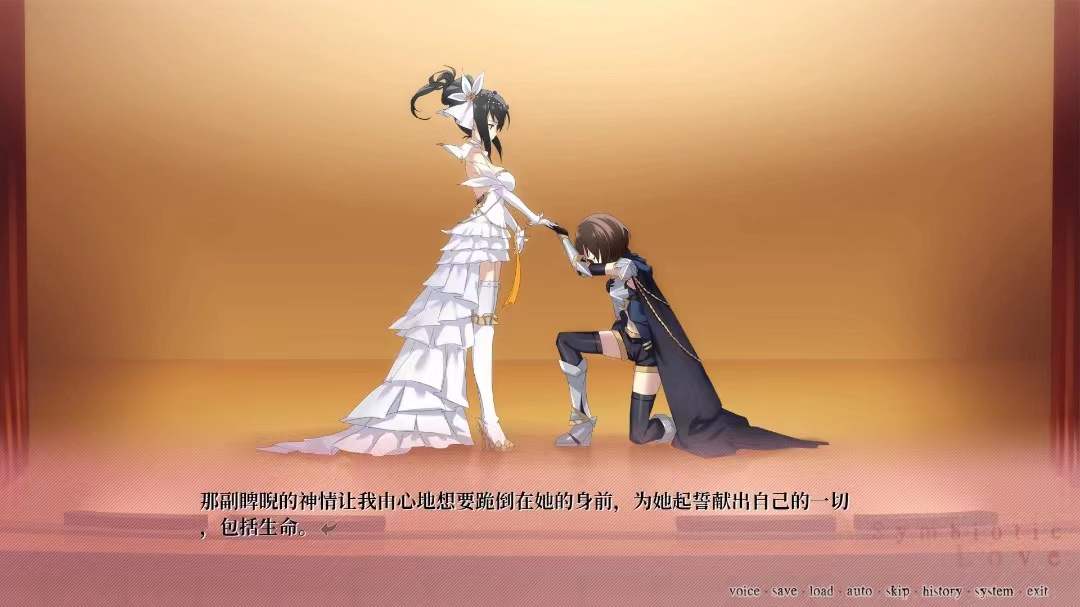 那副睥睨的神情让我由心地想要跪倒在她的身前，为她起誓献出自己的一切
，包括生命。
Symbiotic
Love
voice · save · load · auto · skip · history · system · exit